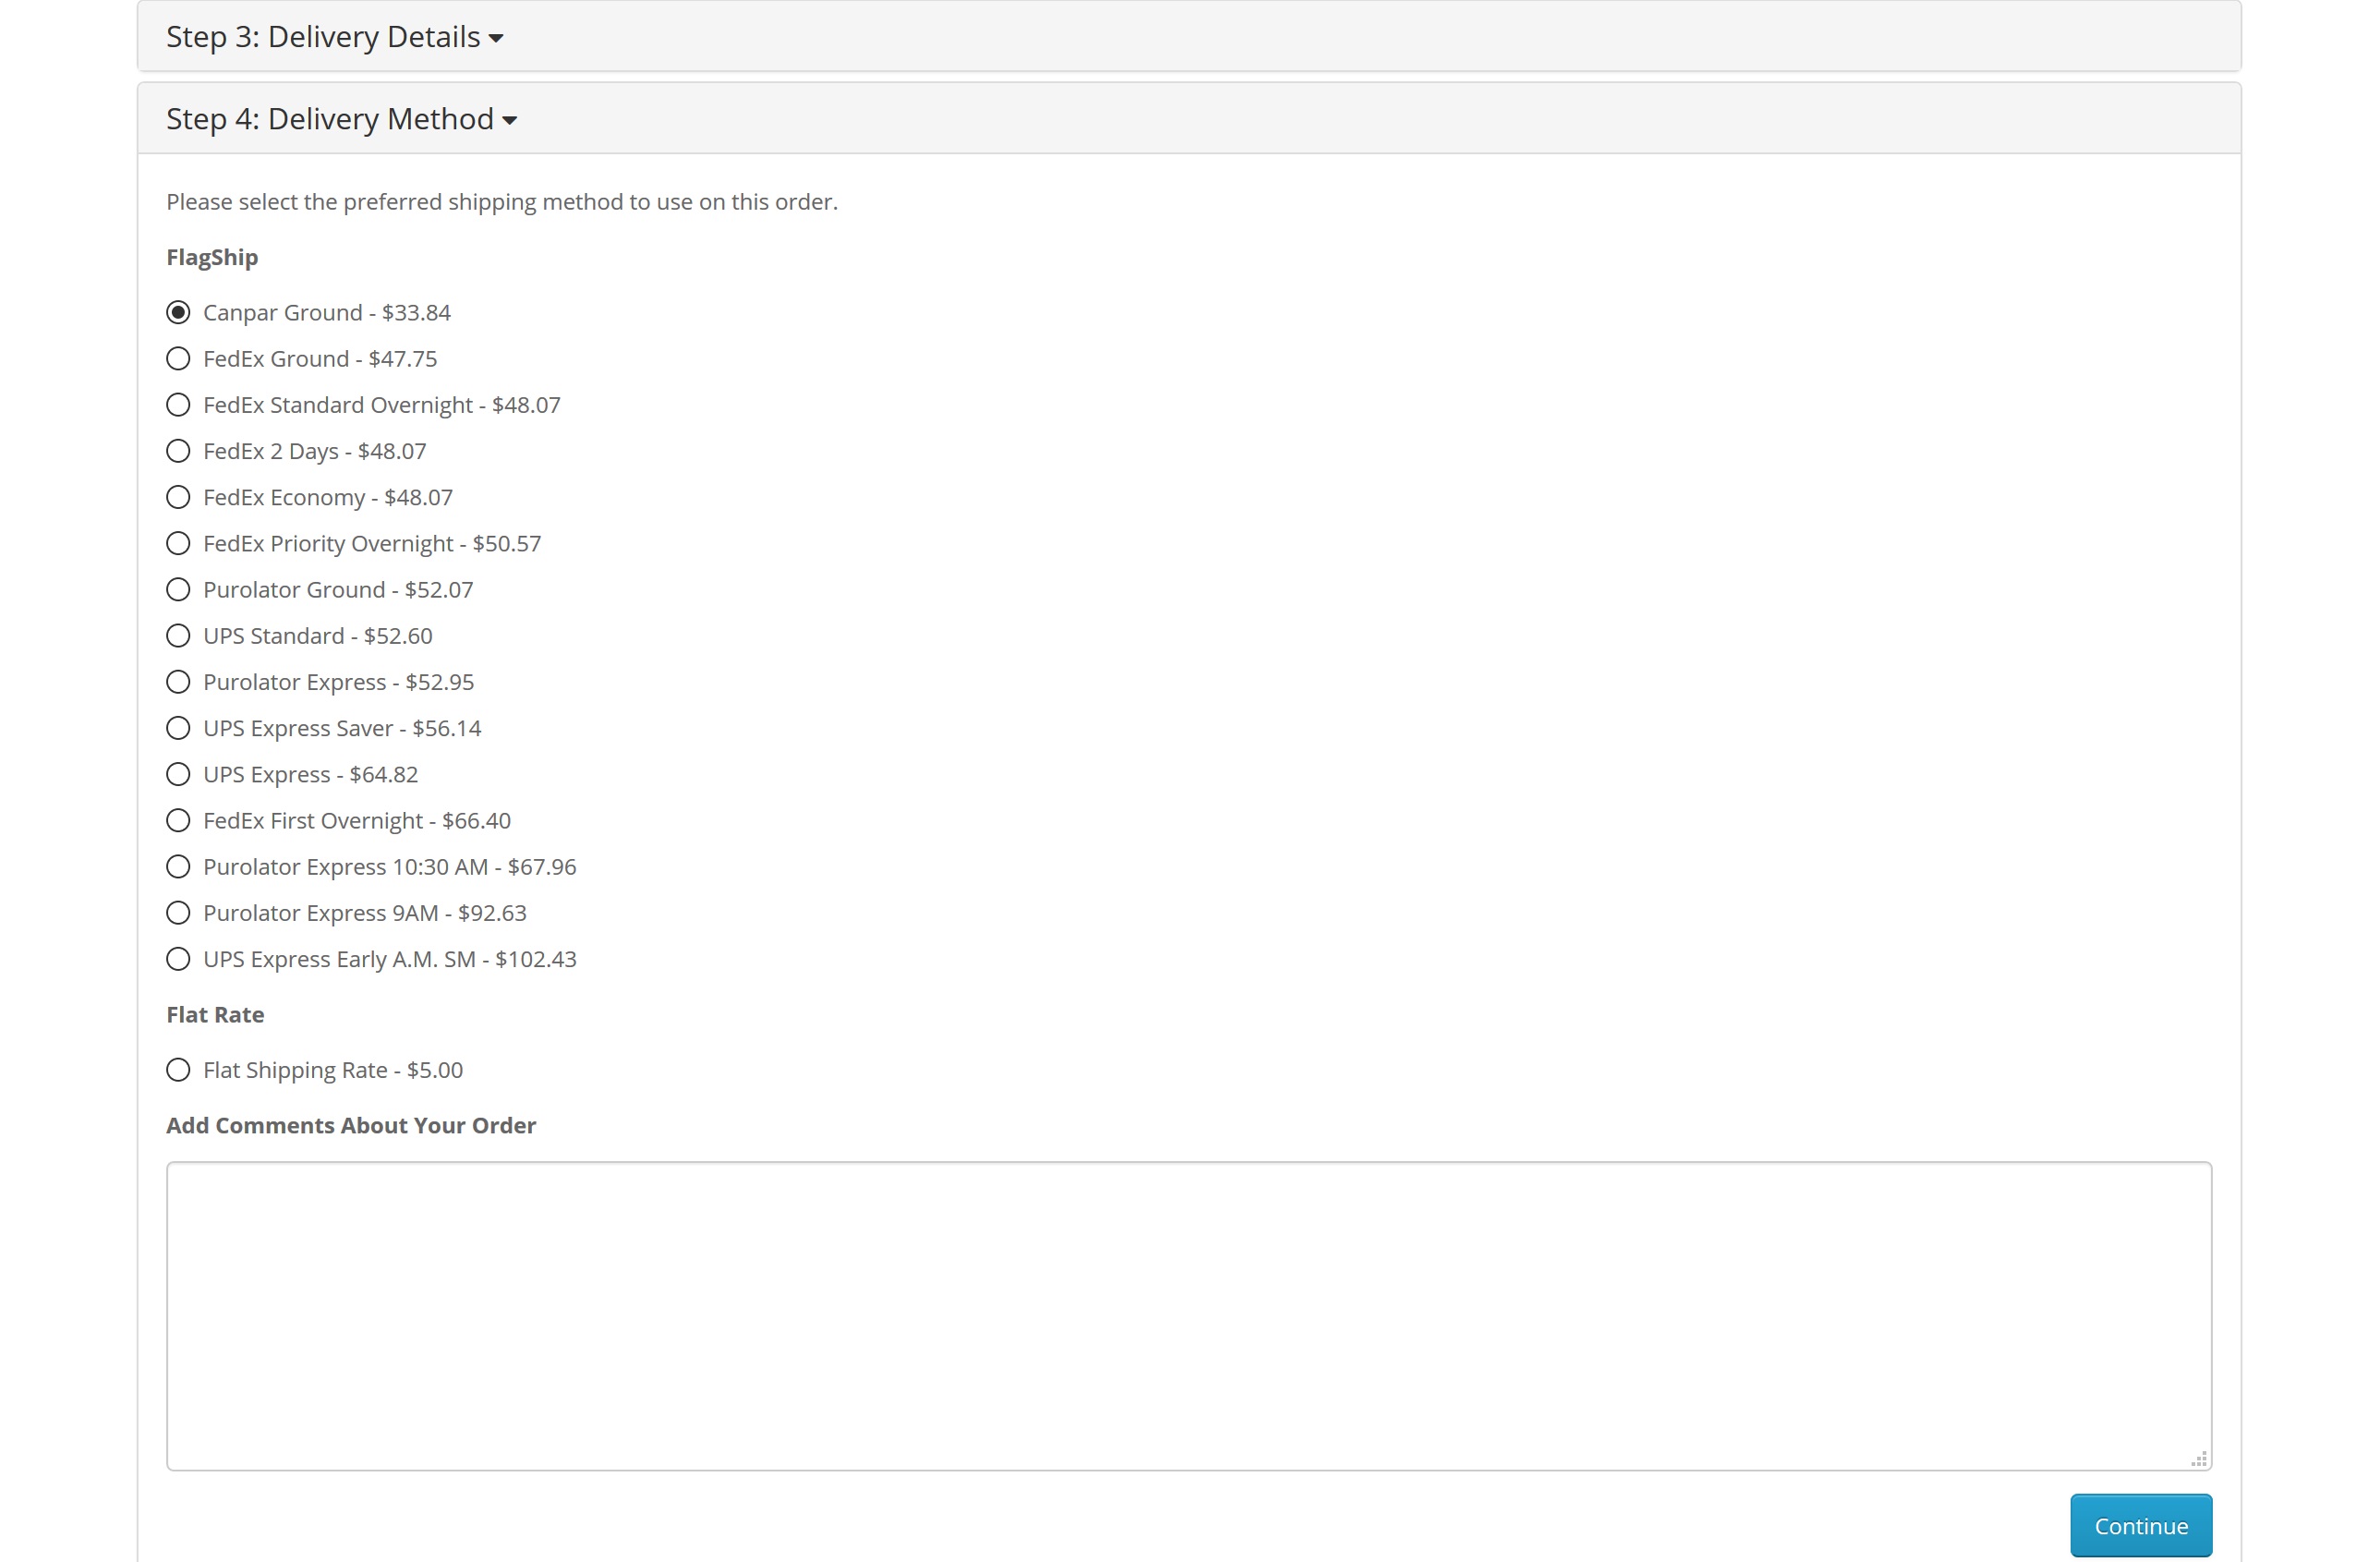 Step 3: Delivery Details
Step 4: Delivery Method
Please select the preferred shipping method to use on this order.
FlagShip
Canpar Ground - $33.84
FedEx Ground - $47.75
FedEx Standard Overnight - $48.07
FedEx 2 Days - $48.07
FedEx Economy - $48.07
FedEx Priority Overnight - $50.57
Purolator Ground - $52.07
UPS Standard - $52.60
Purolator Express - $52.95
UPS Express Saver - $56.14
UPS Express - $64.82
FedEx First Overnight - $66.40
Purolator Express 10:30 AM - $67.96
Purolator Express 9AM - $92.63
UPS Express Early A.M. SM - $102.43
Flat Rate
Flat Shipping Rate - $5.00
Add Comments About Your Order
Continue